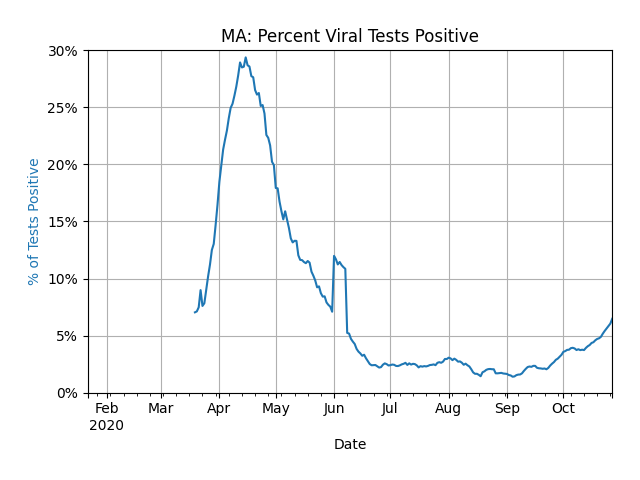 MA: Percent Viral Tests Positive
30%
25%
20%
15%
10%
5%
0%
% of Tests Positive
Feb Mar Apr May Jun Jul Aug Sep Oct
2020
Date